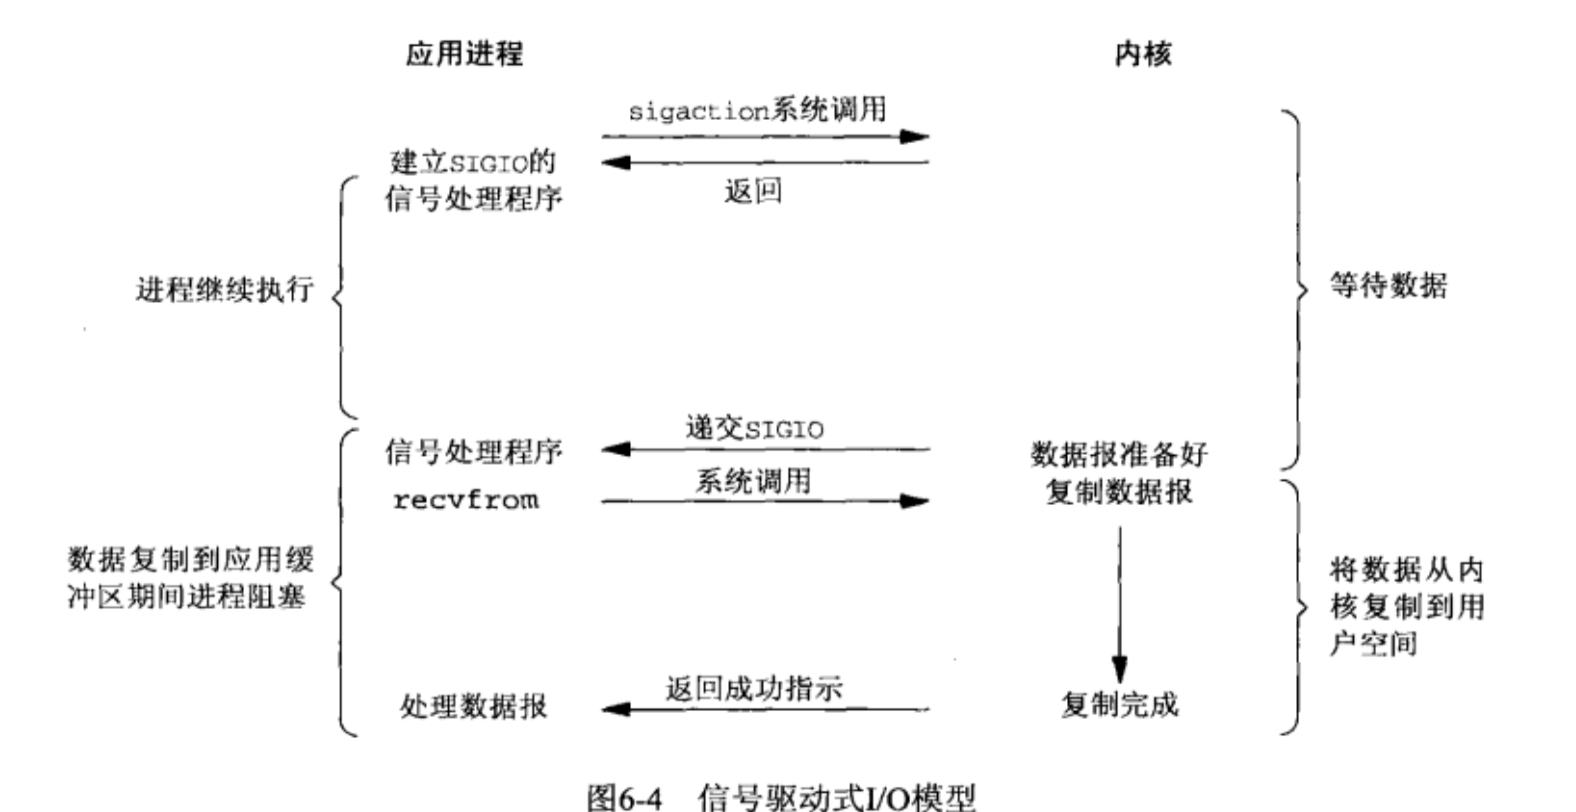 应用进程
内核
sigaction系统调用
建立SIGIO的
信号处理程序
返回
进程继续执行
等待数据
递交SIGIO
信号处理程序
数据报准备好
系统调用
recvfrom
复制数据报
数据复制到应用缓
冲区期间进程阻塞
将数据从内
核复制到用
户空间
返回成功指示
处理数据报
复制完成
图6-4 信号驱动式I/O模型